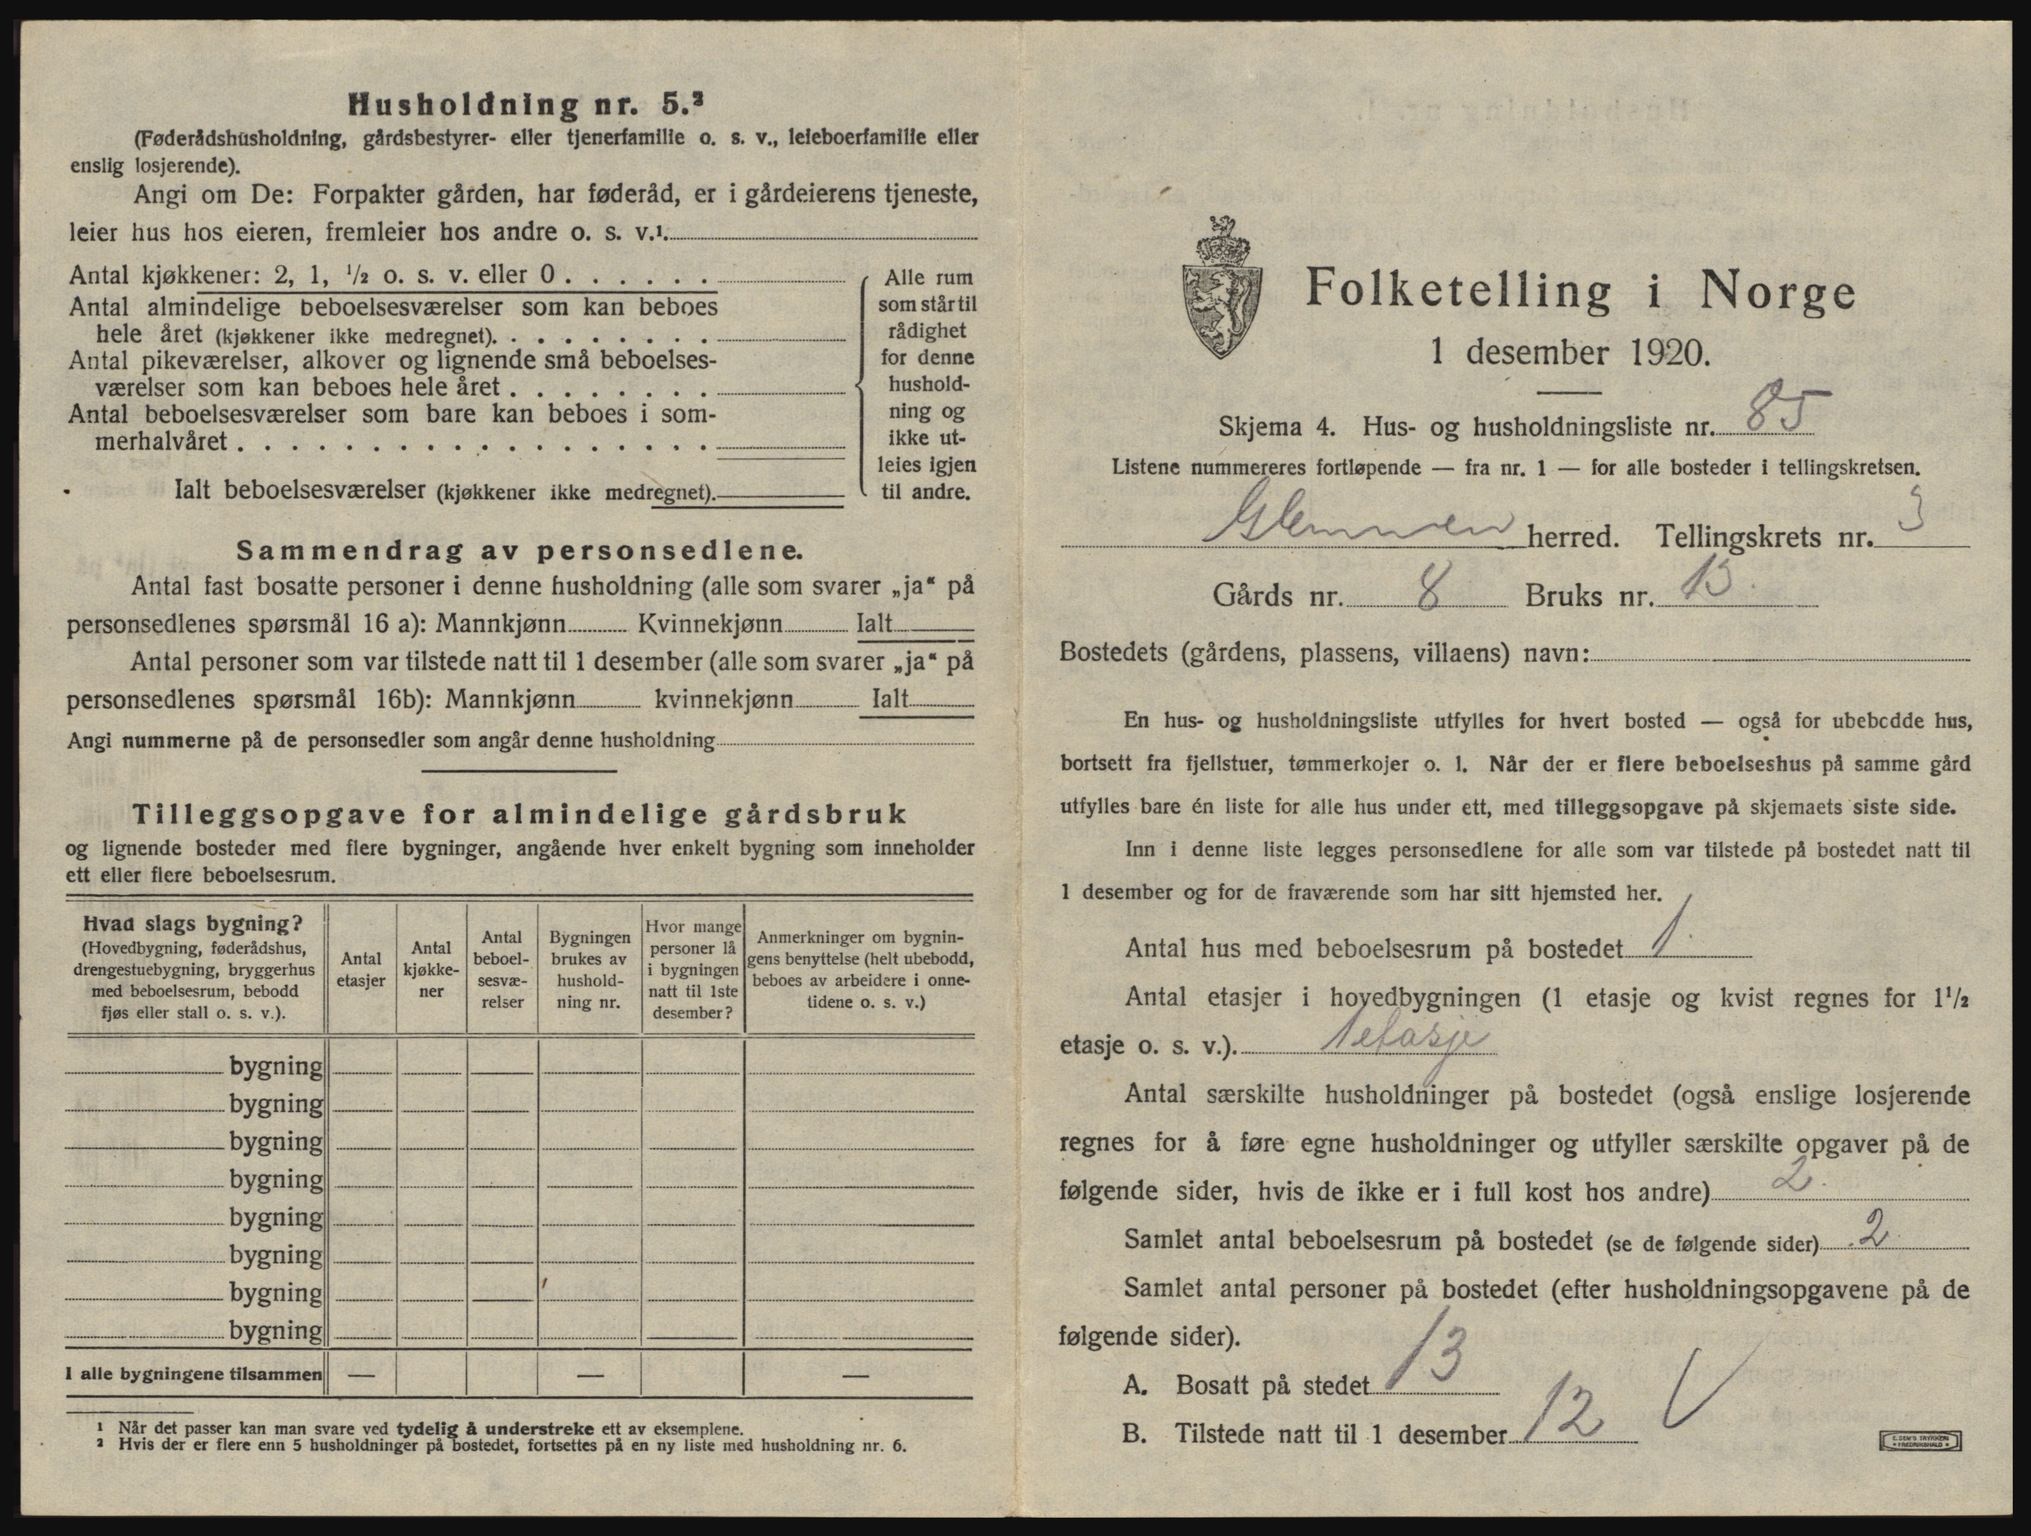 Husholdning nr. 5.²
(Føderådshusholdning, gårdsbestyrer- eller tjenerfamilie o. s. v., leieboerfamilie eller
enslig losjerende).
Angi om De: Forpakter gården, har føderåd, er i gårdeierens tjeneste,
leier hus hos eieren, fremleier hos andre o. s. v.¹.
Antal kjøkkener: 2, 1, ½ o. s. v. eller 0 . . . . . .
Antal almindelige beboelsesværelser som kan beboes
hele året (kjøkkener ikke medregnet). . . . . . . . .
Antal pikeværelser, alkover og lignende små beboelses-
værelser som kan beboes hele året . . . . . . . .
Antal beboelsesværelser som bare kan beboes i som-
merhalvåret . . . . . . . . . . . . . . . . . .
Ialt beboelsesværelser (kjøkkener ikke medregnet).
Alle rum
som står til
rådighet
for denne
hushold-
ning og
ikke ut-
leies igjen
til andre.
Sammendrag av personsedlene.
Antal fast bosatte personer i denne husholdning (alle som svarer „ja“ på
personsedlenes spørsmål 16 a): Mannkjønn Kvinnekjønn Ialt
Antal personer som var tilstede natt til 1 desember (alle som svarer „ja“ på
personsedlenes spørsmål 16b): Mannkjønn kvinnekjønn Ialt
Angi nummerne på de personsedler som angår denne husholdning
Tilleggsopgave for almindelige gårdsbruk
og lignende bosteder med flere bygninger, angående hver enkelt bygning som inneholder
ett eller flere beboelsesrum.
Hvad slags bygning?
(Hovedbygning, føderådshus,
drengestuebygning, bryggerhus
med beboelsesrum, bebodd
fjøs eller stall o. s. v.).
Antal
etasjer
Antal
kjøkke-
ner
Antal
beboel-
sesvæ-
relser
Bygningen
brukes av
hushold-
ning nr.
Hvor mange
personer lå
i bygningen
natt til 1ste
desember?
Anmerkninger om bygnin-
gens benyttelse (helt ubebodd,
beboes av arbeidere i onne-
tidene o. s. v.)
bygning
bygning
bygning
bygning
bygning
bygning
bygning
bygning
I alle bygningene tilsammen — — —
¹ Når det passer kan man svare ved tydelig å understreke ett av eksemplene.
² Hvis der er flere enn 5 husholdninger på bostedet, fortsettes på en ny liste med husholdning nr. 6.
Folketelling i Norge
1 desember 1920.
Skjema 4. Hus- og husholdningsliste nr. 85
Listene nummereres fortløpende — fra nr. 1 — for alle bosteder i tellingskretsen.
Glemmen herred. Tellingskrets nr. 3
Gårds nr. 8 Bruks nr. 13
Bostedets (gårdens, plassens, villaens) navn:
En hus- og husholdningsliste utfylles for hvert bosted — også for ubebodde hus,
bortsett fra fjellstuer, tømmerkojer o. l. Når der er flere beboelseshus på samme gård
utfylles bare én liste for alle hus under ett, med tilleggsopgave på skjemaets siste side.
Inn i denne liste legges personsedlene for alle som var tilstede på bostedet natt til
1 desember og for de fraværende som har sitt hjemsted her.
Antal hus med beboelsesrum på bostedet 1
Antal etasjer i hovedbygningen (1 etasje og kvist regnes for 1½
etasje o. s. v.). 1 etasje
Antal særskilte husholdninger på bostedet (også enslige losjerende
regnes for å føre egne husholdninger og utfyller særskilte opgaver på de
følgende sider, hvis de ikke er i full kost hos andre) 2.
Samlet antal beboelsesrum på bostedet (se de følgende sider) 2
Samlet antal personer på bostedet (efter husholdningsopgavene på de
følgende sider).
A. Bosatt på stedet 13
B. Tilstede natt til 1 desember 12 V
E. SEM'S TRYKKERI
FREDRIKSHALD